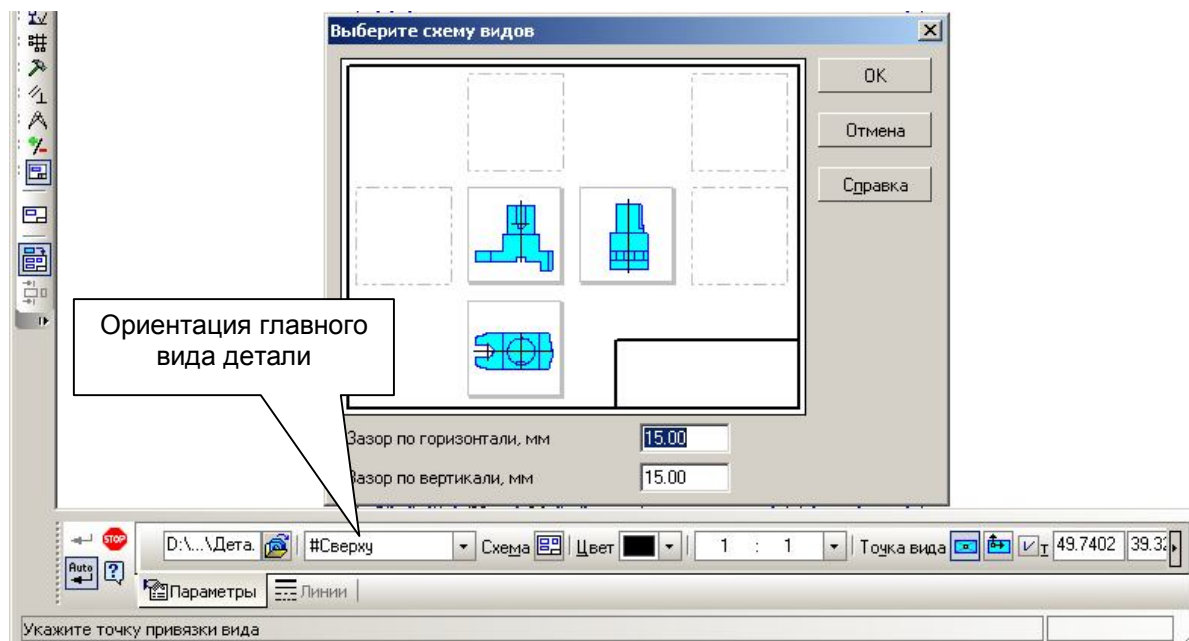 Выберите схему видов
OK
Отмена
Справка
Ориентация главного
вида детали
Зазор по горизонтали, мм
15.00
Зазор по вертикали, мм
15.00
STOP
D:\...\Дета.
#Сверху
Схема
Цвет
1 : 1
Точка вида
т 49.7402
Auto
Параметры
Линии
Укажите точку привязки вида